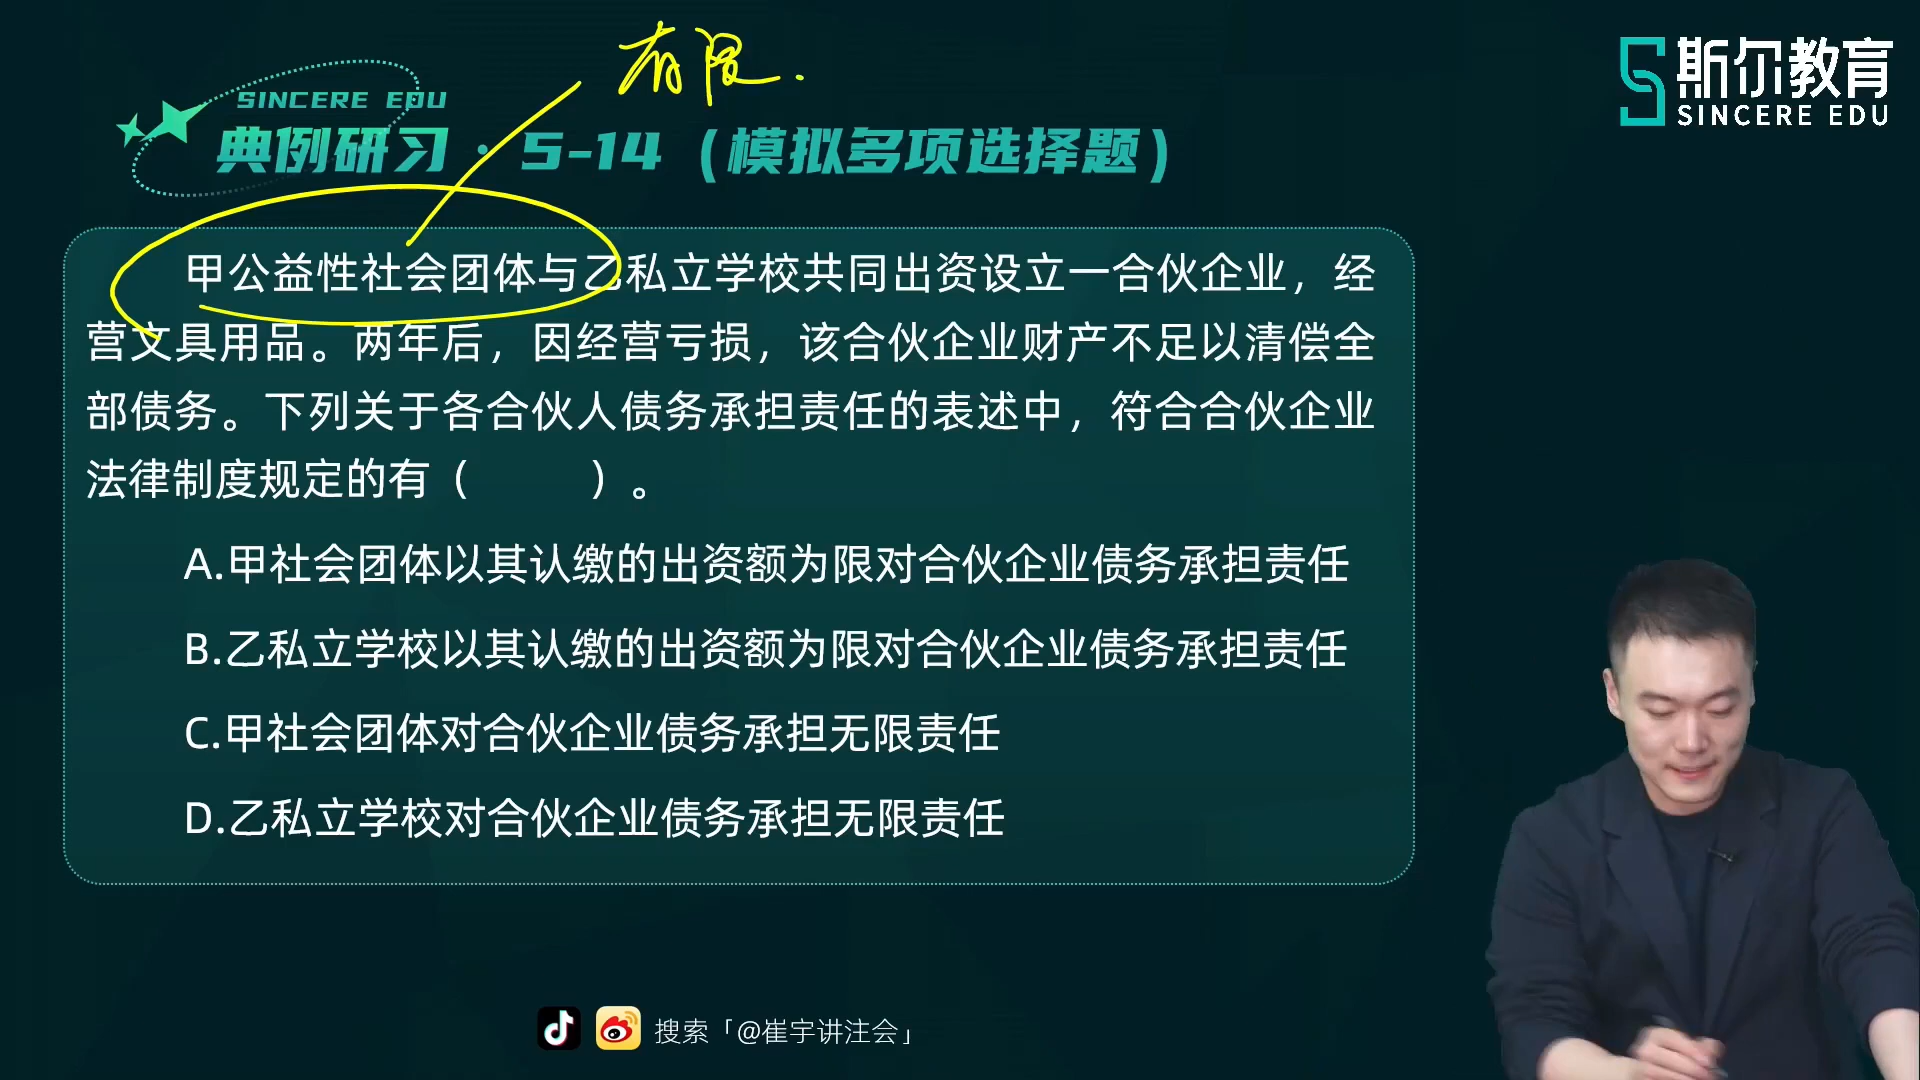 有限.
SINCERE EDU
典例研习·5-14（模拟多项选择题）
斯尔教育
SINCERE EDU
甲公益性社会团体与乙私立学校共同出资设立一合伙企业，经
营文具用品。两年后，因经营亏损，该合伙企业财产不足以清偿全
部债务。下列关于各合伙人债务承担责任的表述中，符合合伙企业
法律制度规定的有（　　）。
A.甲社会团体以其认缴的出资额为限对合伙企业债务承担责任
B.乙私立学校以其认缴的出资额为限对合伙企业债务承担责任
C.甲社会团体对合伙企业债务承担无限责任
D.乙私立学校对合伙企业债务承担无限责任
搜索「@崔宇讲注会」